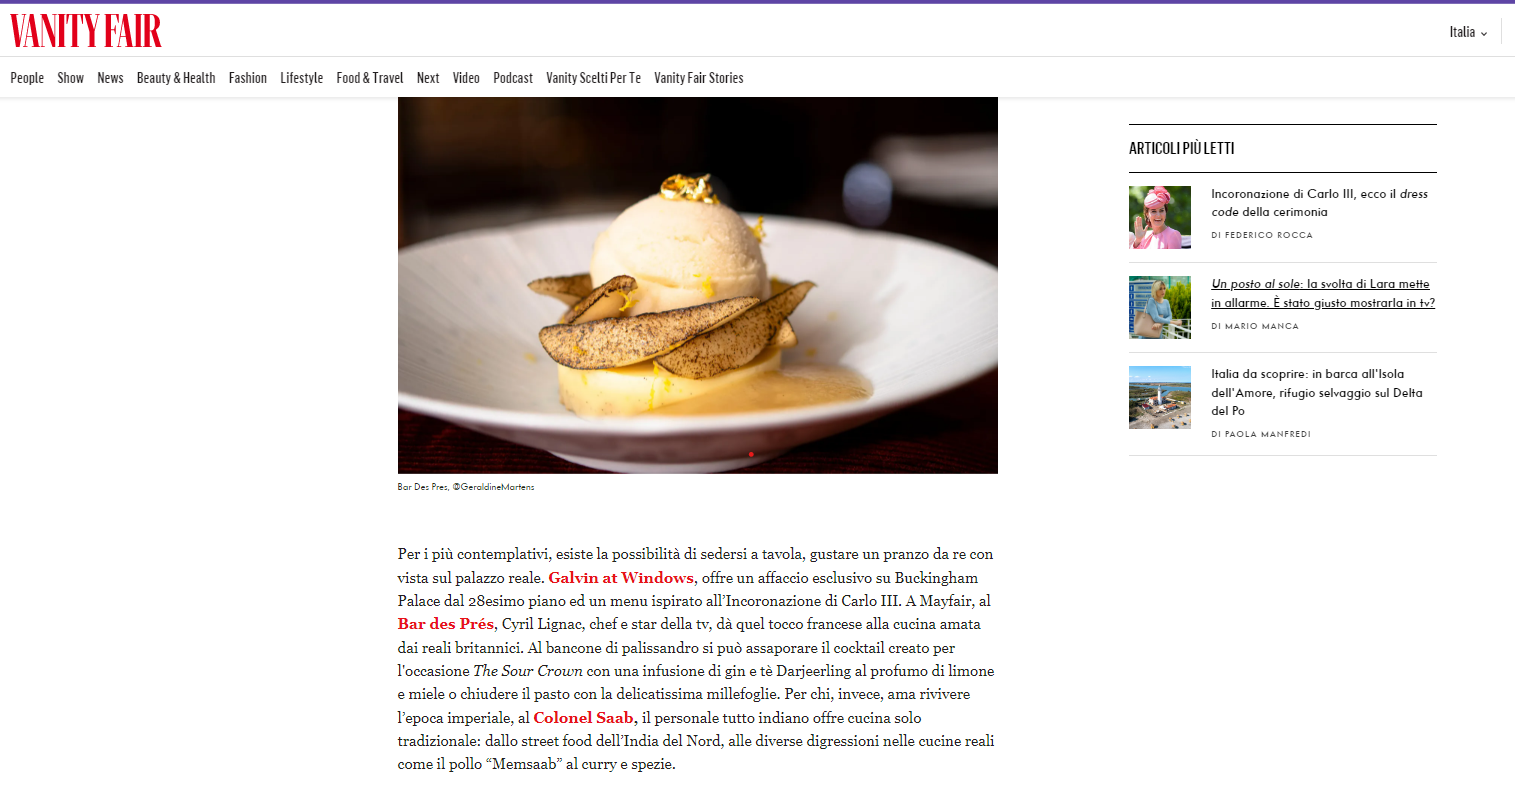 VANITY FAIR
Italia
People Show News Beauty & Health Fashion Lifestyle Food & Travel Next Video Podcast Vanity Scelti Per Te Vanity Fair Stories
Bar Des Pres, @GeraldineMartens
Per i più contemplativi, esiste la possibilità di sedersi a tavola, gustare un pranzo da re con
vista sul palazzo reale. Galvin at Windows, offre un affaccio esclusivo su Buckingham
Palace dal 28esimo piano ed un menu ispirato all’Incoronazione di Carlo III. A Mayfair, al
Bar des Prés, Cyril Lignac, chef e star della tv, dà quel tocco francese alla cucina amata
dai reali britannici. Al bancone di palissandro si può assaporare il cocktail creato per
l'occasione The Sour Crown con una infusione di gin e tè Darjeerling al profumo di limone
e miele o chiudere il pasto con la delicatissima millefoglie. Per chi, invece, ama rivivere
l’epoca imperiale, al Colonel Saab, il personale tutto indiano offre cucina solo
tradizionale: dallo street food dell’India del Nord, alle diverse digressioni nelle cucine reali
come il pollo “Memsaab” al curry e spezie.
ARTICOLI PIÙ LETTI
Incoronazione di Carlo III, ecco il dress
code della cerimonia
DI FEDERICO ROCCA
Un posto al sole: la svolta di Lara mette
in allarme. È stato giusto mostrarla in tv?
DI MARIO MANCA
Italia da scoprire: in barca all'Isola
dell'Amore, rifugio selvaggio sul Delta
del Po
DI PAOLA MANFREDI